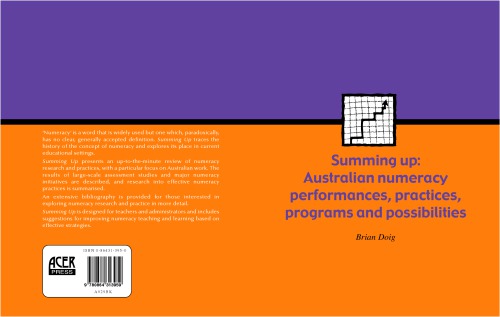 'Numeracy' is a word that is widely used but one which, paradoxically,
has no clear, generally-accepted definition. Summing Up traces the
history of the concept of numeracy and explores its place in current
educational settings.
Summing Up presents an up-to-the-minute review of numeracy
research and practices, with a particular focus on Australian work. The
results of large-scale assessment studies and major numeracy
initiatives are described, and research into effective numeracy
practices is summarised.
An extensive bibliography is provided for those interested in
exploring numeracy research and practice in more detail.
Summing Up is designed for teachers and administrators and includes
suggestions for improving numeracy teaching and learning based on
effective strategies.
ACER
PRESS
Summing up:
Australian numeracy
performances, practices,
programs and possibilities
Brian Doig